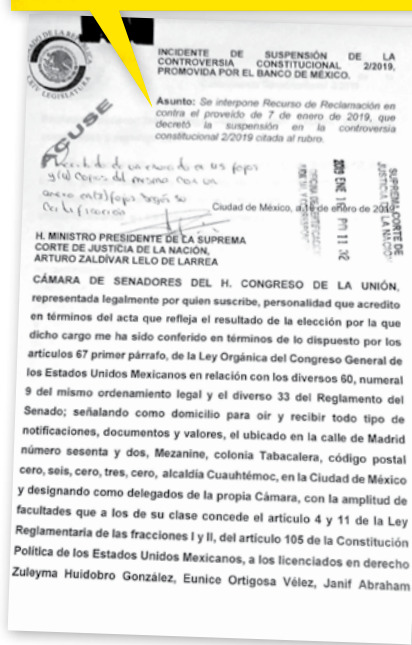 INCIDENTE DE SUSPENSIÓN DE LA
CONTROVERSIA CONSTITUCIONAL 2/2019,
PROMOVIDA POR EL BANCO DE MÉXICO.
LXIV LEGISLATURA
Asunto: Se interpone Recurso de Reclamación en
contra el proveído de 7 de enero de 2019, que
decretó la suspensión en la controversia
constitucional 2/2019 citada al rubro.
ACUSE
SUPREMA CORTE DE
JUSTICIA DE LA NACIÓN
2019 ENE 16 PM 11
Ciudad de México, a 16 de enero de 2019
H. MINISTRO PRESIDENTE DE LA SUPREMA
CORTE DE JUSTICIA DE LA NACIÓN,
ARTURO ZALDÍVAR LELO DE LARREA
CÁMARA DE SENADORES DEL H. CONGRESO DE LA UNIÓN,
representada legalmente por quien suscribe, personalidad que acredito
en términos del acta que refleja el resultado de la elección por la que
dicho cargo me ha sido conferido en términos de lo dispuesto por los
artículos 67 primer párrafo, de la Ley Orgánica del Congreso General de
los Estados Unidos Mexicanos en relación con los diversos 60, numeral
9 del mismo ordenamiento legal y el diverso 33 del Reglamento del
Senado; señalando como domicilio para oír y recibir todo tipo de
notificaciones, documentos y valores, el ubicado en la calle de Madrid
número sesenta y dos, Mezanine, colonia Tabacalera, código postal
cero, seis, cero, tres, cero, alcaldía Cuauhtémoc, en la Ciudad de México
y designando como delegados de la propia Cámara, con la amplitud de
facultades que a los de su clase concede el artículo 4 y 11 de la Ley
Reglamentaria de las fracciones I y II, del artículo 105 de la Constitución
Política de los Estados Unidos Mexicanos, a los licenciados en derecho
Zuleyma Huidobro González, Eunice Ortigosa Vélez, Janif Abraham